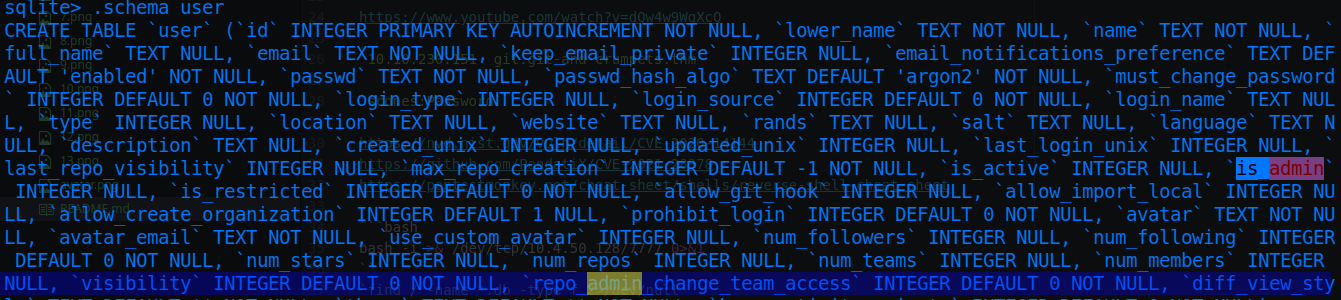 sqlite> .schema user
CREATE TABLE `user` (`id` INTEGER PRIMARY KEY AUTOINCREMENT NOT NULL, `lower_name` TEXT NOT NULL, `name` TEXT NOT NULL, `
full_name` TEXT NULL, `email` TEXT NOT NULL, `keep_email_private` INTEGER NULL, `email_notifications_preference` TEXT DEF
AULT 'enabled' NOT NULL, `passwd` TEXT NOT NULL, `passwd_hash_algo` TEXT DEFAULT 'argon2' NOT NULL, `must_change_password
` INTEGER DEFAULT 0 NOT NULL, `login_type` INTEGER NULL, `login_source` INTEGER DEFAULT 0 NOT NULL, `login_name` TEXT NUL
L, `type` INTEGER NULL, `location` TEXT NULL, `website` TEXT NULL, `rands` TEXT NULL, `salt` TEXT NULL, `language` TEXT N
ULL, `description` TEXT NULL, `created_unix` INTEGER NULL, `updated_unix` INTEGER NULL, `last_login_unix` INTEGER NULL, `
last_repo_visibility` INTEGER NULL, `max_repo_creation` INTEGER DEFAULT -1 NOT NULL, `is_active` INTEGER NULL, `is_admin`
 INTEGER NULL, `is_restricted` INTEGER DEFAULT 0 NOT NULL, `allow_git_hook` INTEGER NULL, `allow_import_local` INTEGER NU
LL, `allow_create_organization` INTEGER DEFAULT 1 NULL, `prohibit_login` INTEGER DEFAULT 0 NOT NULL, `avatar` TEXT NOT NU
LL, `avatar_email` TEXT NOT NULL, `use_custom_avatar` INTEGER NULL, `num_followers` INTEGER NULL, `num_following` INTEGER
 DEFAULT 0 NOT NULL, `num_stars` INTEGER NULL, `num_repos` INTEGER NULL, `num_teams` INTEGER NULL, `num_members` INTEGER
NULL, `visibility` INTEGER DEFAULT 0 NOT NULL, `repo_admin_change_team_access` INTEGER DEFAULT 0 NOT NULL, `diff_view_sty